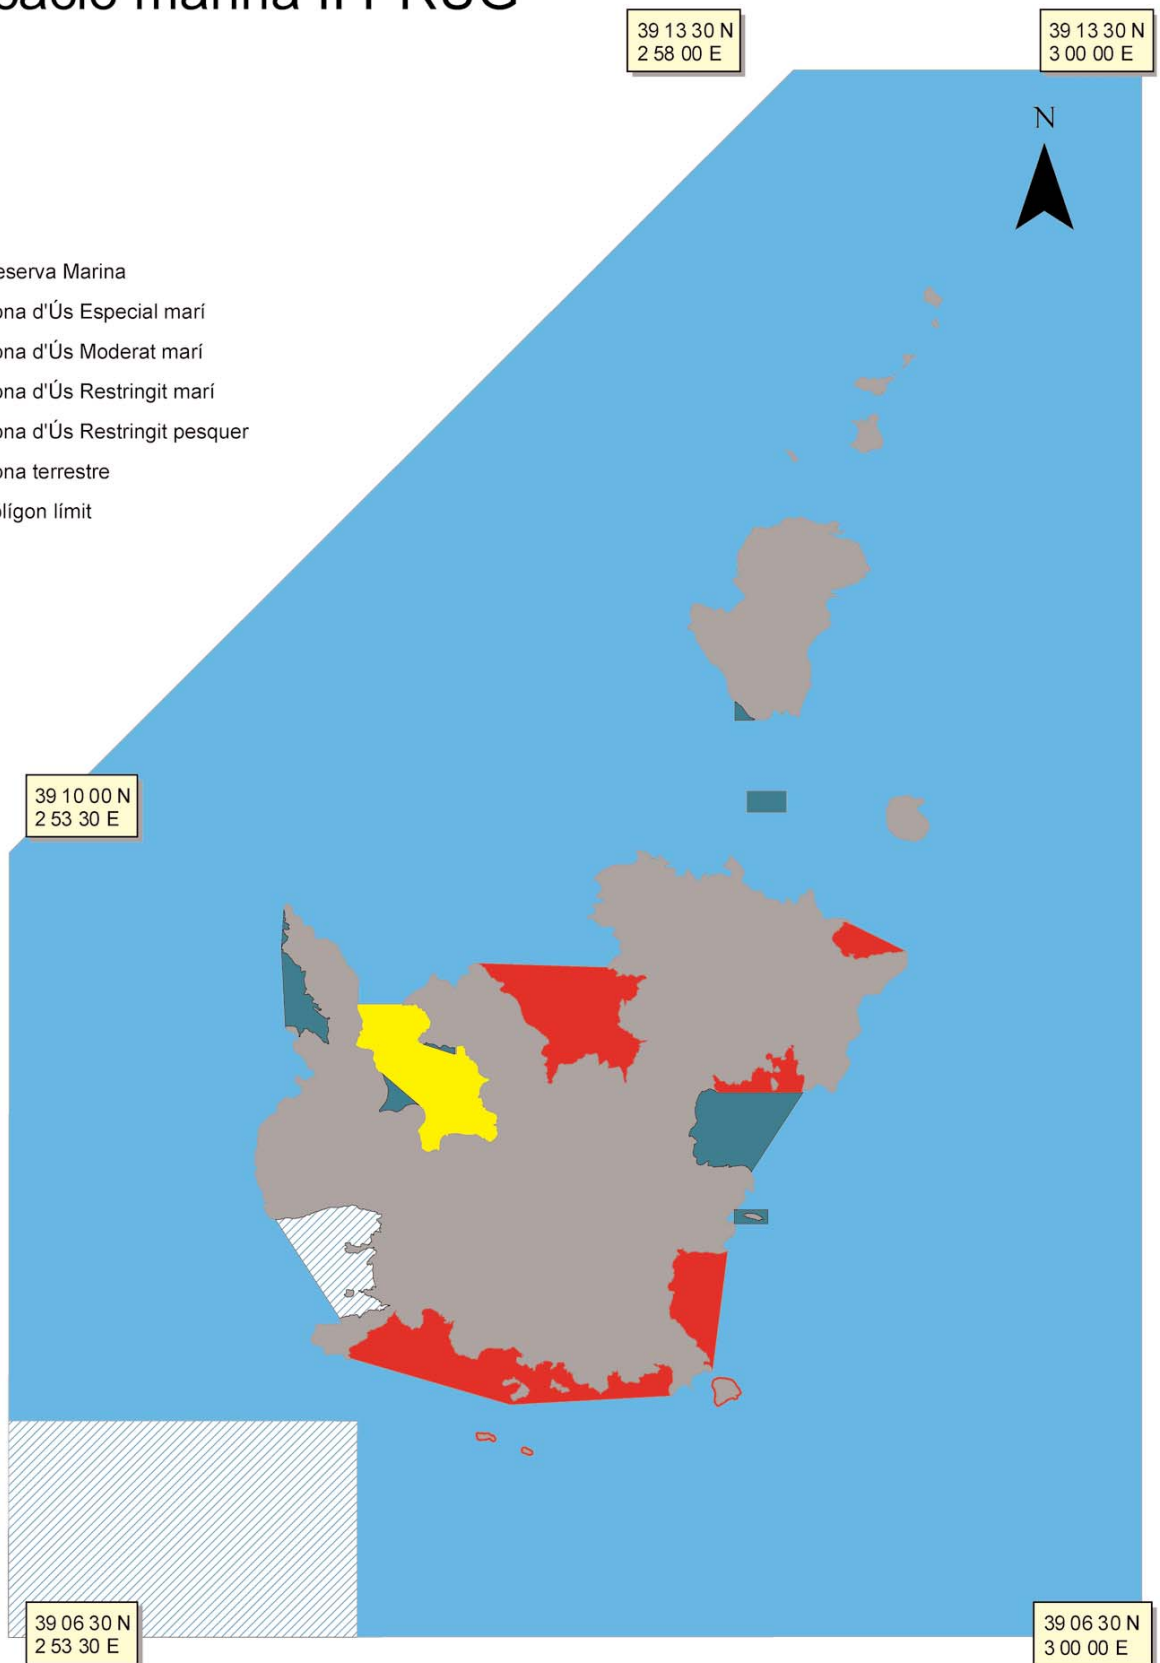 39 13 30 N
2 58 00 E
39 13 30 N
3 00 00 E
N
eserva Marina
ona d'Ús Especial marí
ona d'Ús Moderat marí
ona d'Ús Restringit marí
ona d'Ús Restringit pesquer
ona terrestre
olígon límit
39 10 00 N
2 53 30 E
39 06 30 N
2 53 30 E
39 06 30 N
3 00 00 E